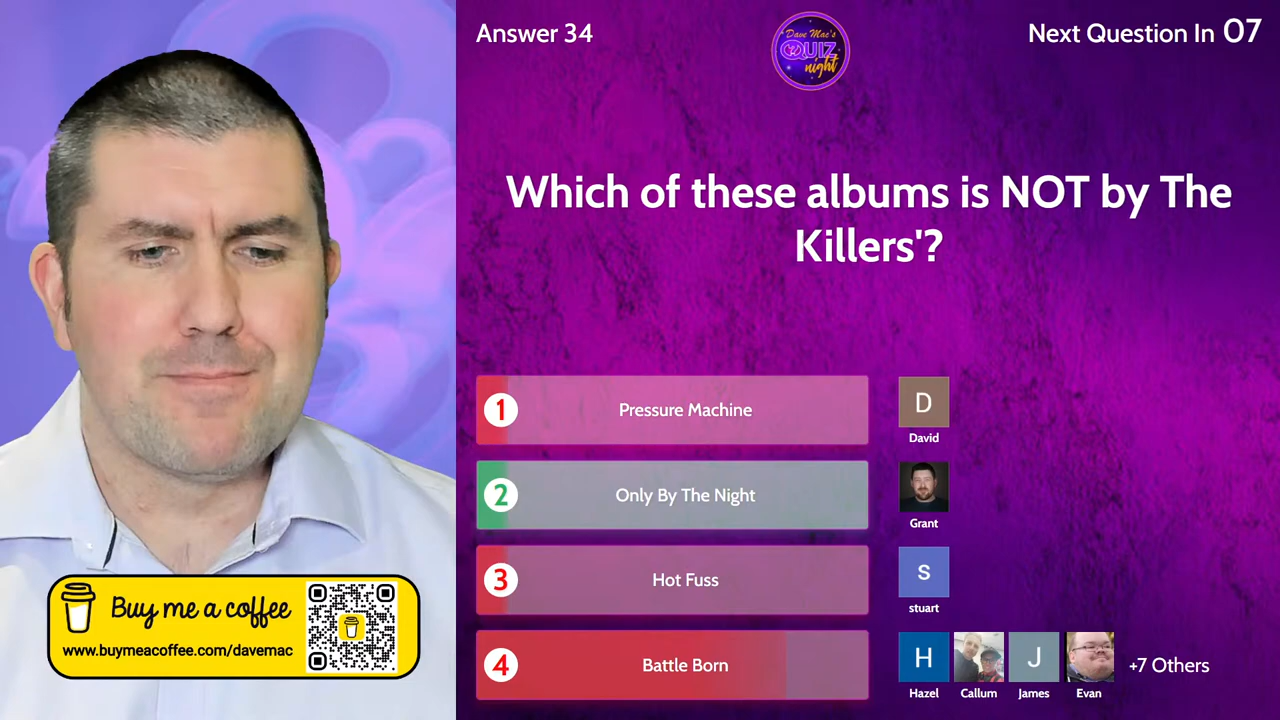 Answer 34
Dave Mac's
QUIZ
night
Next Question In 07
Which of these albums is NOT by The
Killers'?
1 Pressure Machine
D
David
2 Only By The Night
Grant
3 Hot Fuss
s
stuart
4 Battle Born
H
J
+7 Others
Hazel Callum James Evan
Buy me a coffee
www.buymeacoffee.com/davemac